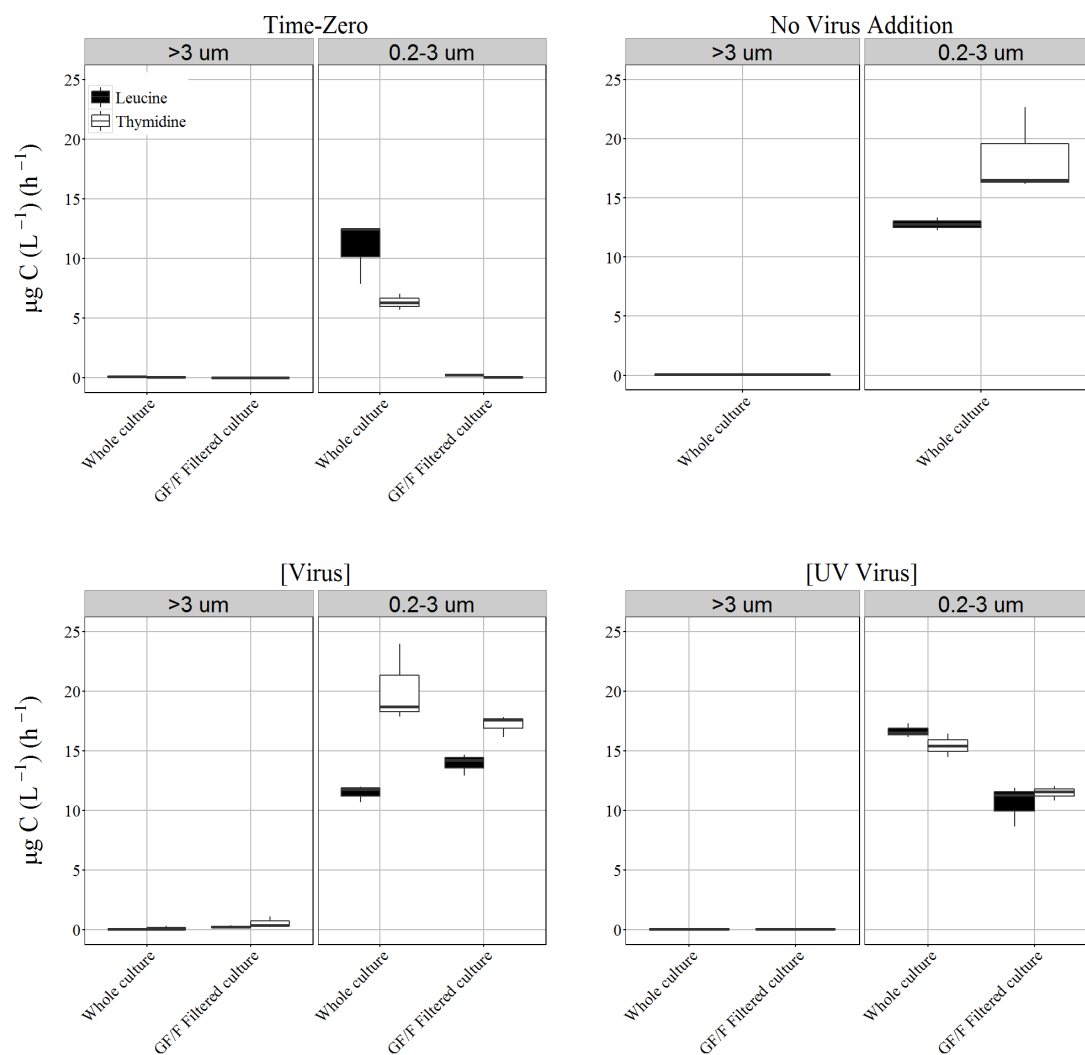 Time-Zero
>3 um
0.2-3 um
25
20
15
10
5
0
µg C (L⁻¹) (h⁻¹)
Leucine
Thymidine
Whole culture
GF/F Filtered culture
Whole culture
GF/F Filtered culture
No Virus Addition
>3 um
0.2-3 um
25
20
15
10
5
0
Whole culture
Whole culture
[Virus]
>3 um
0.2-3 um
25
20
15
10
5
0
µg C (L⁻¹) (h⁻¹)
Whole culture
GF/F Filtered culture
Whole culture
GF/F Filtered culture
[UV Virus]
>3 um
0.2-3 um
25
20
15
10
5
0
Whole culture
GF/F Filtered culture
Whole culture
GF/F Filtered culture